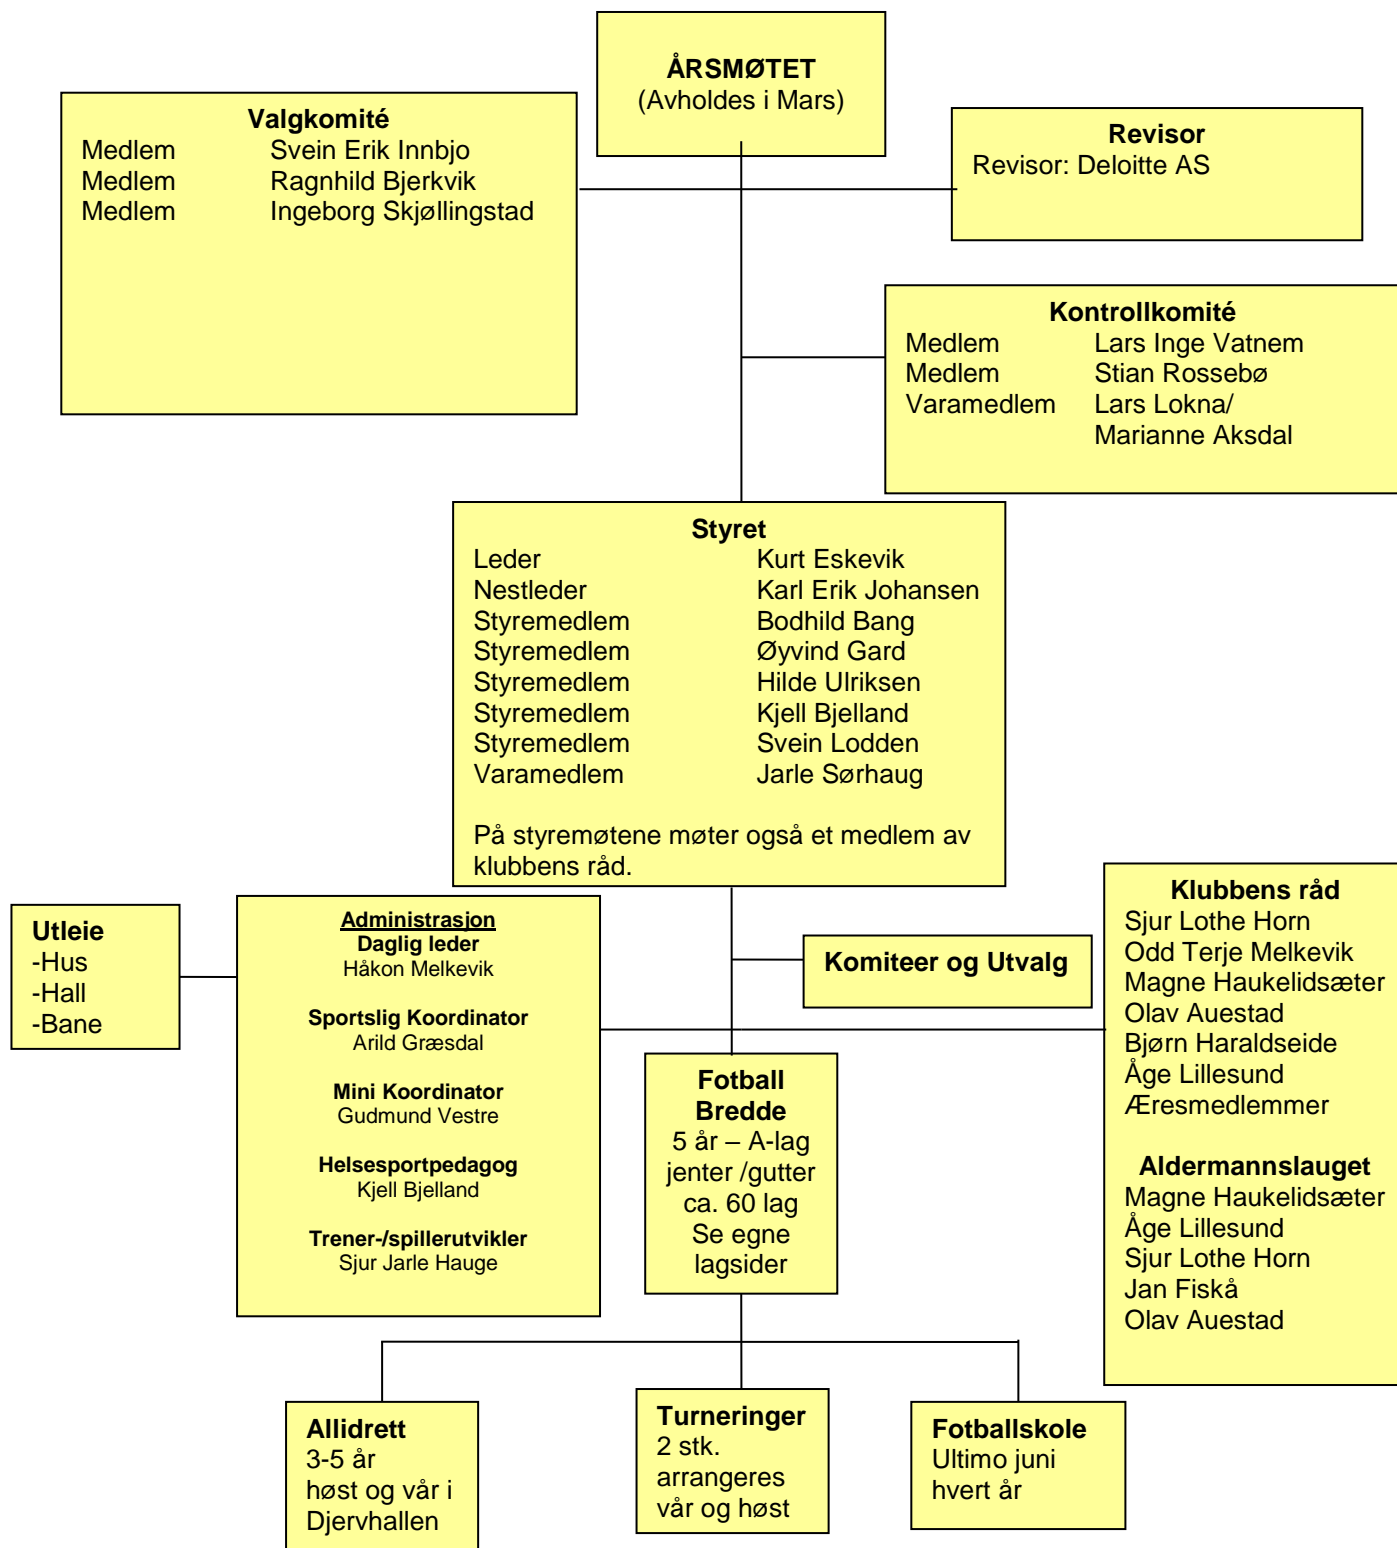 ÅRSMØTET
(Avholdes i Mars)
Valgkomité
Medlem Svein Erik Innbjo
Medlem Ragnhild Bjerkvik
Medlem Ingeborg Skjøllingstad
Revisor
Revisor: Deloitte AS
Kontrollkomité
Medlem Lars Inge Vatnem
Medlem Stian Rossebø
Varamedlem Lars Lokna/
Marianne Aksdal
Styret
Leder Kurt Eskevik
Nestleder Karl Erik Johansen
Styremedlem Bodhild Bang
Styremedlem Øyvind Gard
Styremedlem Hilde Ulriksen
Styremedlem Kjell Bjelland
Styremedlem Svein Lodden
Varamedlem Jarle Sørhaug
På styremøtene møter også et medlem av
klubbens råd.
Utleie
-Hus
-Hall
-Bane
Administrasjon
Daglig leder
Håkon Melkevik
Sportslig Koordinator
Arild Græsdal
Mini Koordinator
Gudmund Vestre
Helsesportpedagog
Kjell Bjelland
Trener-/spillerutvikler
Sjur Jarle Hauge
Komiteer og Utvalg
Klubbens råd
Sjur Lothe Horn
Odd Terje Melkevik
Magne Haukelidsæter
Olav Auestad
Bjørn Haraldseide
Åge Lillesund
Æresmedlemmer
Aldermannslauget
Magne Haukelidsæter
Åge Lillesund
Sjur Lothe Horn
Jan Fiskå
Olav Auestad
Fotball
Bredde
5 år – A-lag
jenter /gutter
ca. 60 lag
Se egne
lagsider
Allidrett
3-5 år
høst og vår i
Djervhallen
Turneringer
2 stk.
arrangeres
vår og høst
Fotballskole
Ultimo juni
hvert år